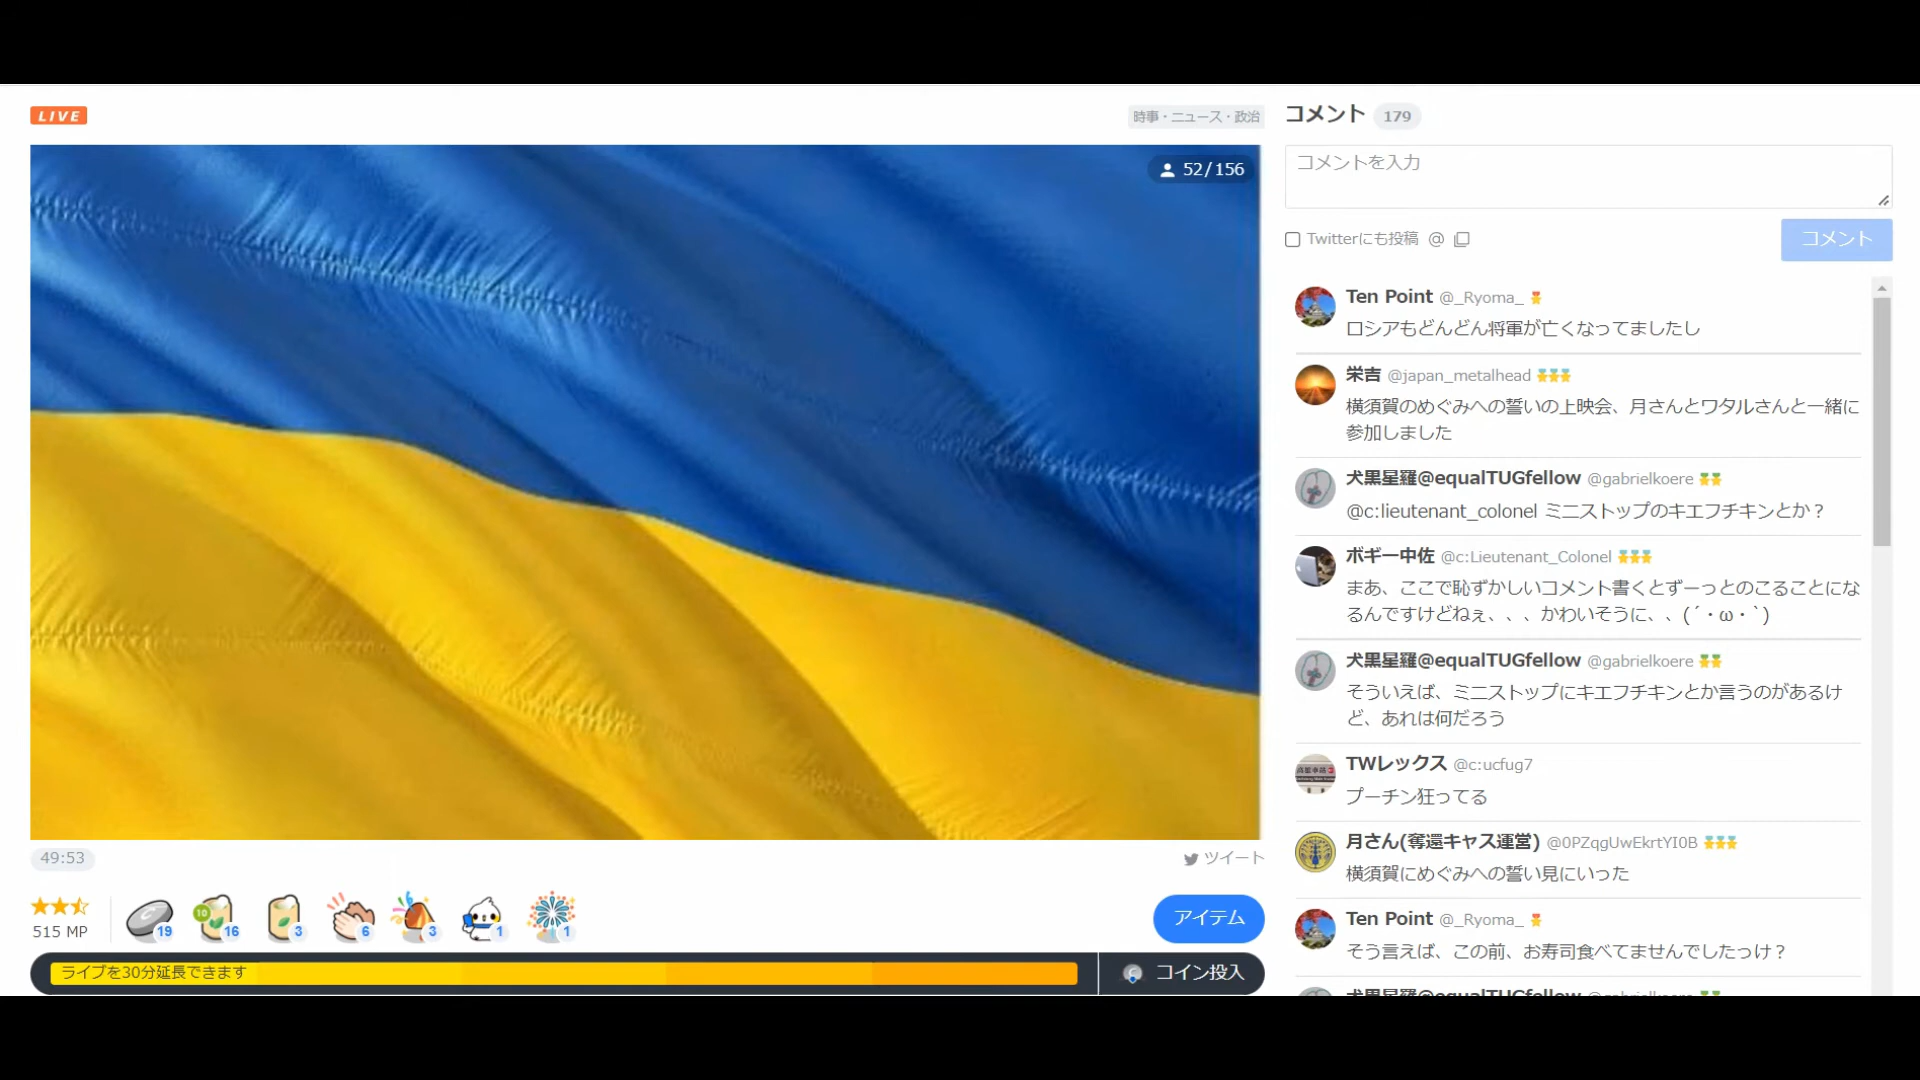 LIVE
時事・ニュース・政治
コメント 179
52/156
コメントを入力
Twitterにも投稿 @
コメント
Ten Point @_Ryoma_
ロシアもどんどん将軍が亡くなってましたし
栄吉 @japan_metalhead
横須賀のめぐみへの誓いの上映会、月さんとワタルさんと一緒に
参加しました
犬黒星羅@equalTUGfellow @gabrielkoere
@c:lieutenant_colonel ミニストップのキエフチキンとか？
ボギー中佐 @c:Lieutenant_Colonel
まあ、ここで恥ずかしいコメント書くとずーっとのこることにな
るんですけどねぇ、、、かわいそうに、、(´・ω・`)
犬黒星羅@equalTUGfellow @gabrielkoere
そういえば、ミニストップにキエフチキンとか言うのがあるけ
ど、あれは何だろう
TWレックス @c:ucfug7
プーチン狂ってる
月さん(奪還キャス運営) @0PZqgUwEkrtYI0B
横須賀にめぐみへの誓い見にいった
Ten Point @_Ryoma_
そう言えば、この前、お寿司食べてませんでしたっけ？
犬黒星羅@equalTUGfellow @gabrielkoere
49:53
ツイート
515 MP
19
10
16
3
6
3
1
1
アイテム
ライブを30分延長できます
コイン投入